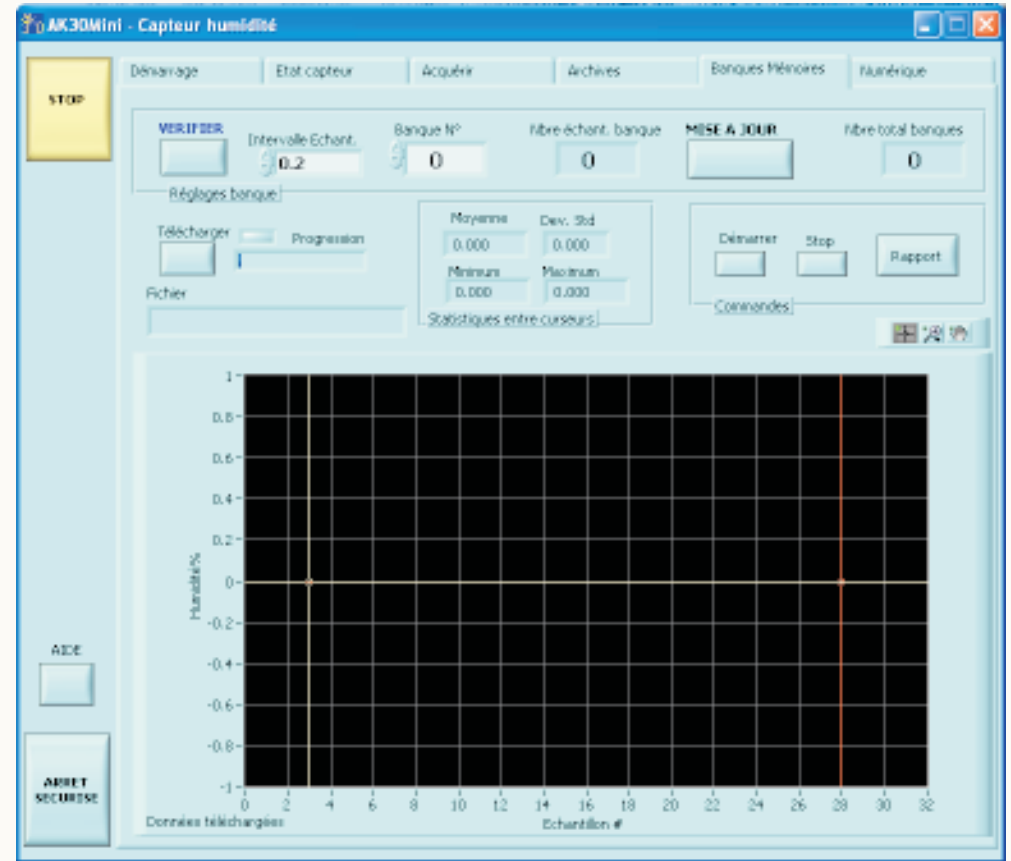 AK30Mini - Capteur humidité
STOP
Démarrage Etat capteur Acquérir Archives Banques Mémoires Numérique
VERIFIER Intervalle Echant. Banque N° Nbre échant. banque MISE A JOUR Nbre total banques
0.2 0 0 0
Réglages banque
Télécharger Progression
Fichier
Moyenne Dev. Std
0.000 0.000
Minimum Maximum
0.000 0.000
Statistiques entre curseurs
Démarrer Stop Rapport
Commandes
1
0.8
0.6
0.4
0.2
0
-0.2
-0.4
-0.6
-0.8
-1
Humidité%
0 2 4 6 8 10 12 14 16 18 20 22 24 26 28 30 32
Données téléchargées Echantillon #
AIDE
ARRET
SECURISE